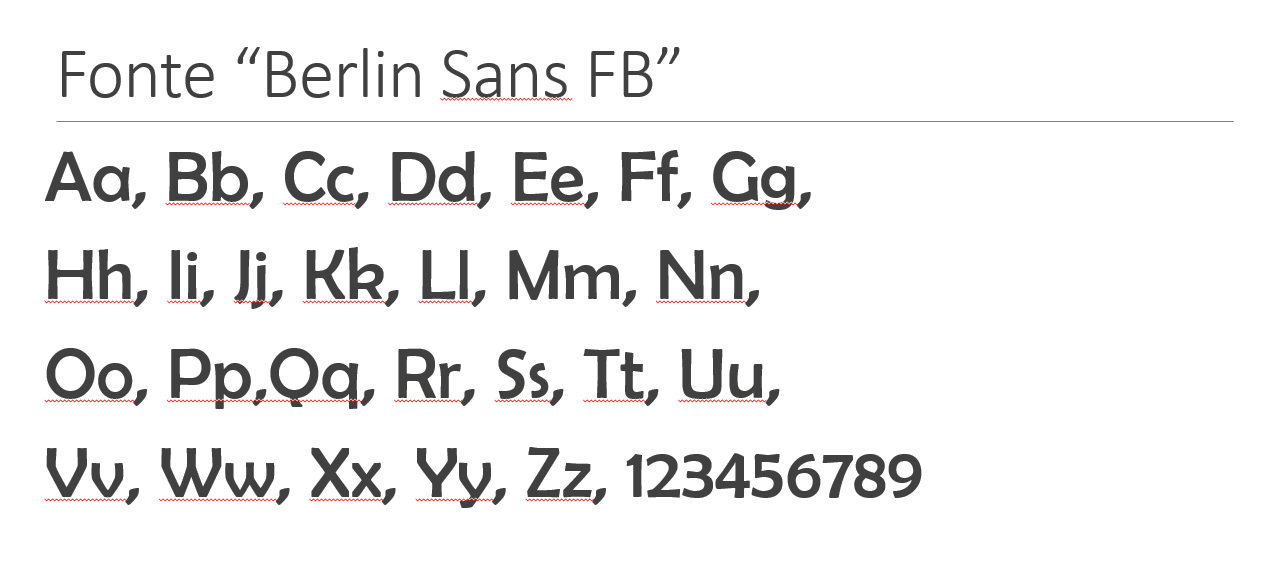 Fonte “Berlin Sans FB”
Aa, Bb, Cc, Dd, Ee, Ff, Gg,
Hh, Ii, Jj, Kk, Ll, Mm, Nn,
Oo, Pp,Qq, Rr, Ss, Tt, Uu,
Vv, Ww, Xx, Yy, Zz, 123456789